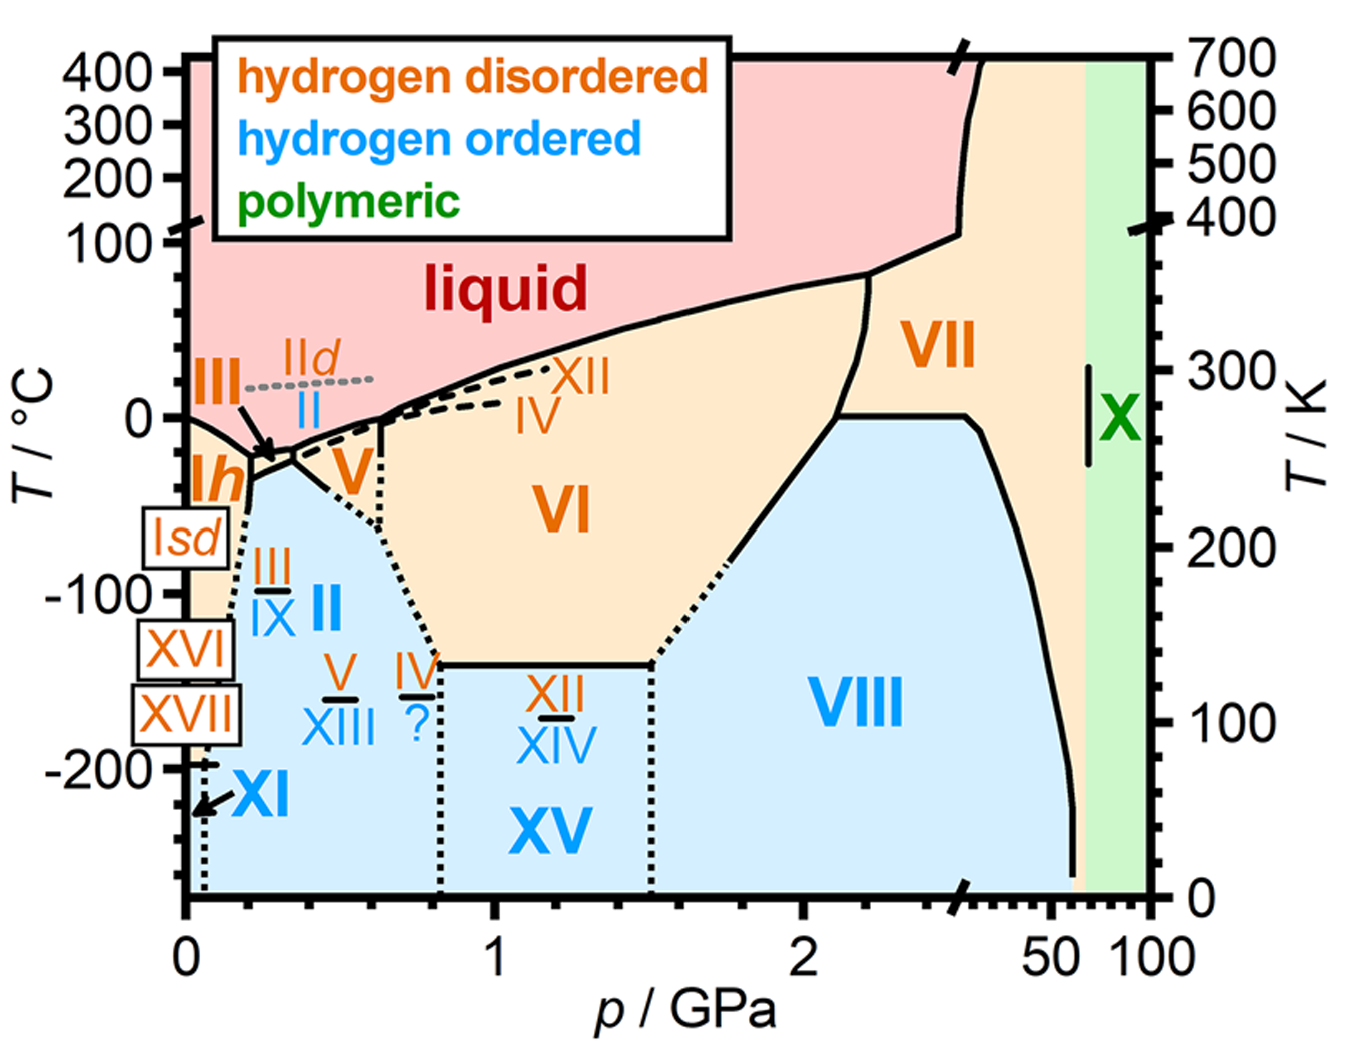 hydrogen disordered
hydrogen ordered
polymeric
400
300
200
100
0
-100
-200
T / °C
700
600
500
400
300
200
100
0
T / K
liquid
III
IId
II
XII
IV
VII
X
Ih
V
VI
Isd
III
IX
II
XVI
XVII
V
XIII
IV
?
XII
XIV
VIII
XI
XV
0
1
2
50
100
p / GPa